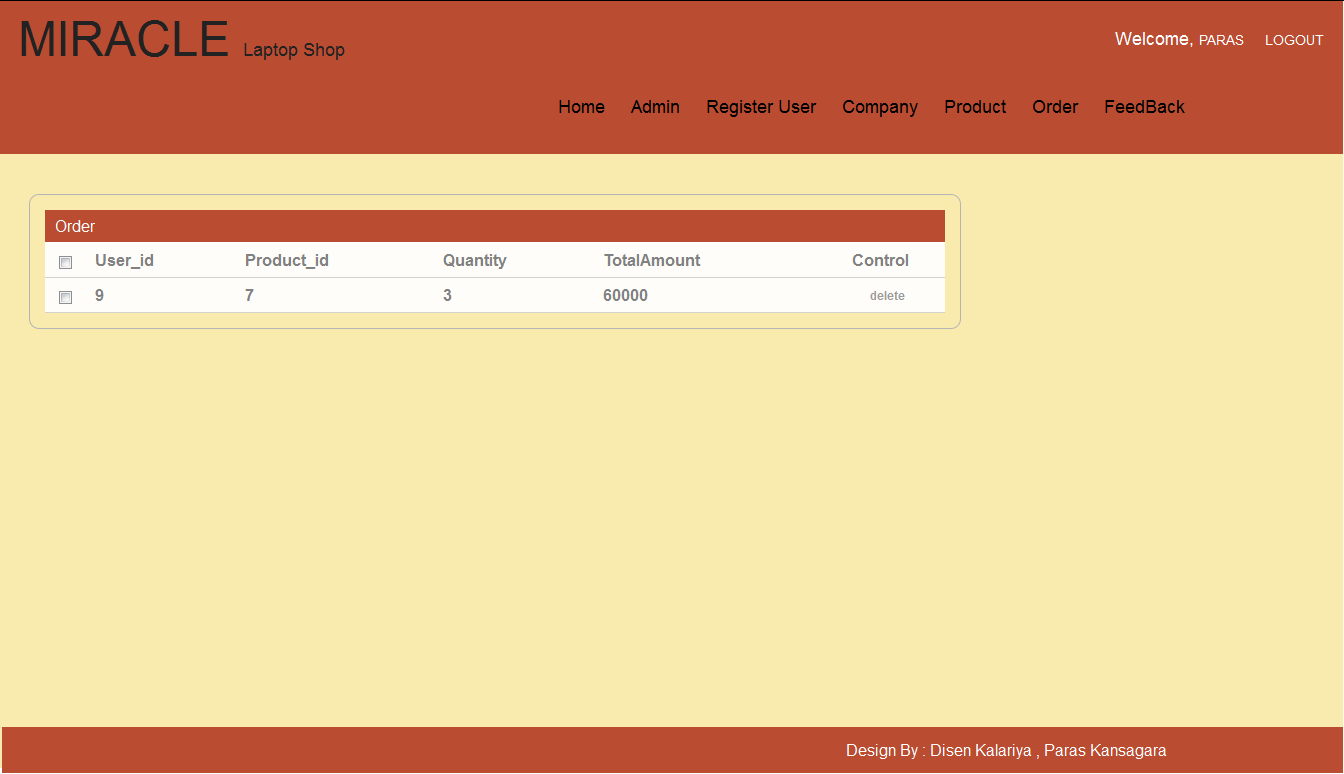 MIRACLE Laptop Shop
Welcome, PARAS LOGOUT
Home Admin Register User Company Product Order FeedBack
Order
User_id Product_id Quantity TotalAmount Control
9 7 3 60000 delete
Design By : Disen Kalariya , Paras Kansagara